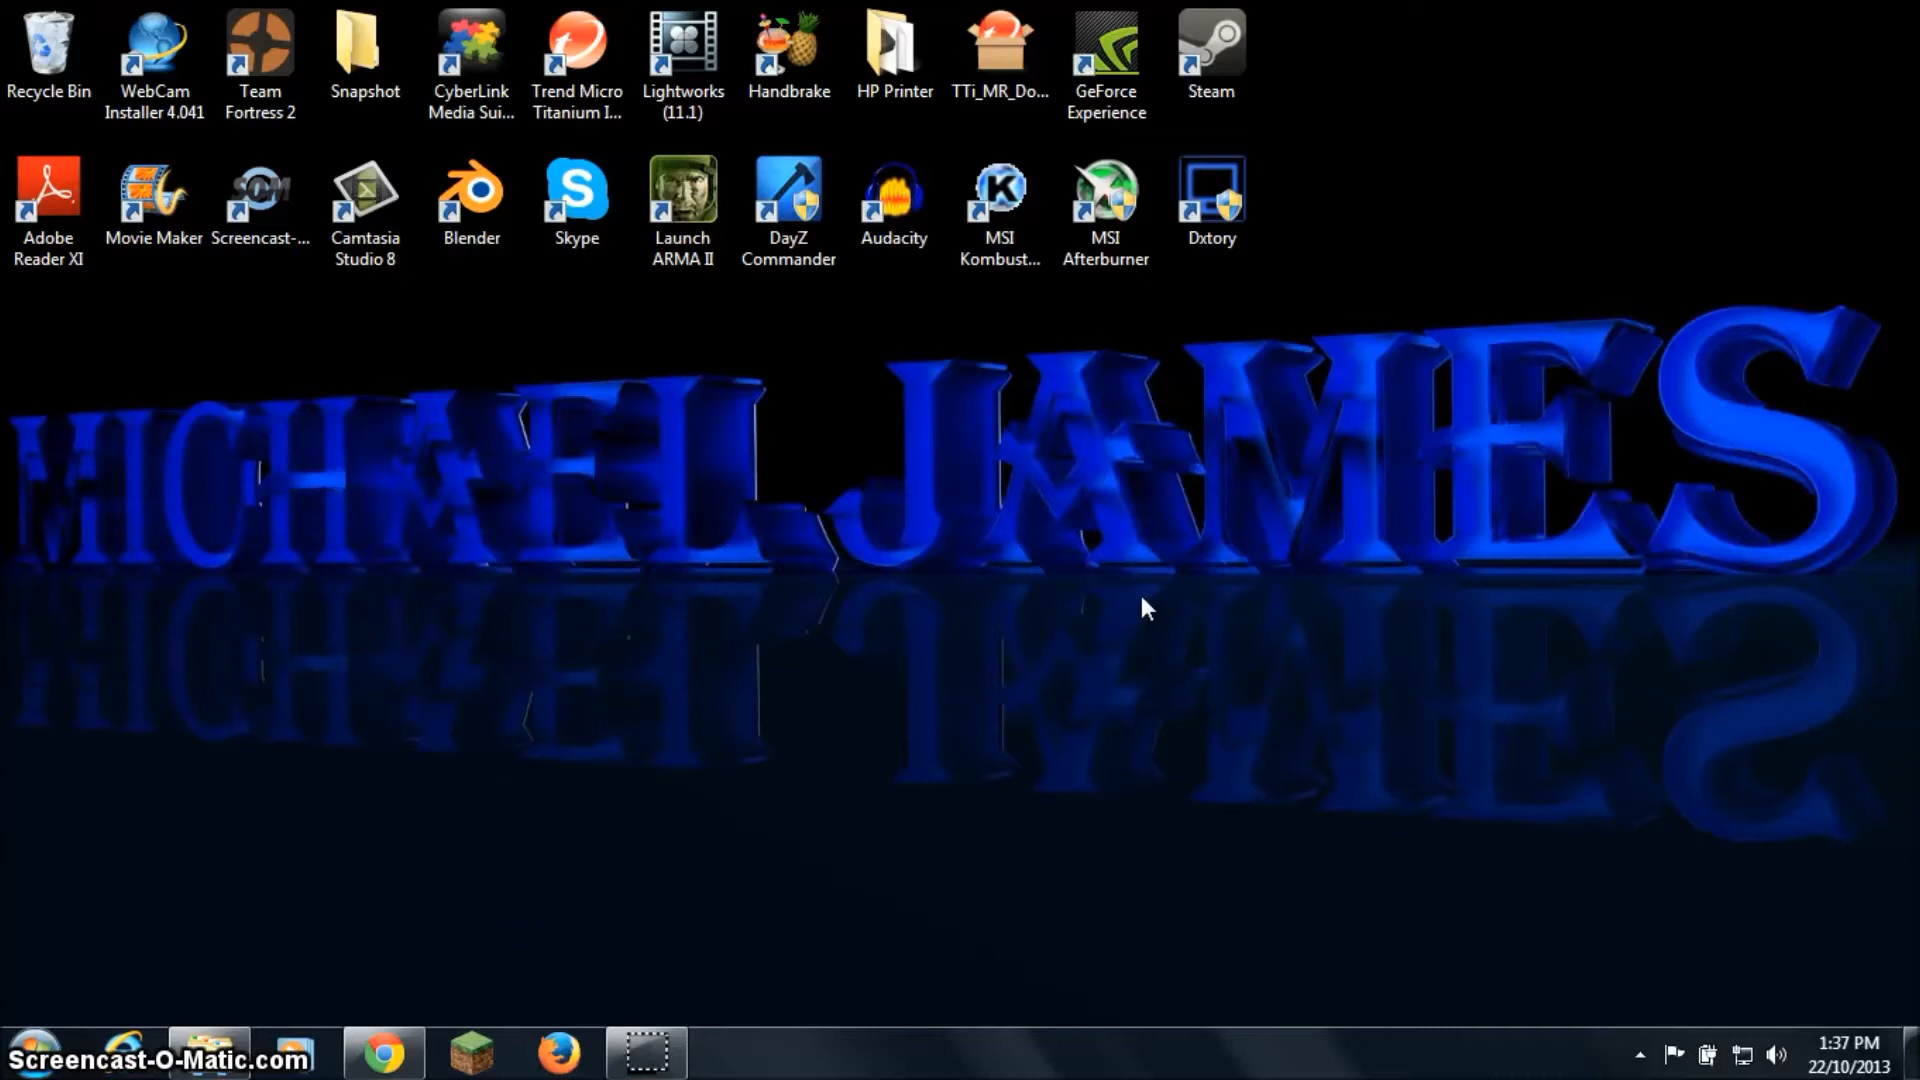 Recycle Bin
WebCam
Installer 4.041
Team
Fortress 2
Snapshot
CyberLink
Media Sui...
Trend Micro
Titanium I...
Lightworks
(11.1)
Handbrake
HP Printer
TTi_MR_Do...
GeForce
Experience
Steam
Adobe
Reader XI
Movie Maker
SOM
Screencast-...
Camtasia
Studio 8
Blender
S
Skype
Launch
ARMA II
DayZ
Commander
Audacity
K
MSI
Kombust...
MSI
Afterburner
Dxtory
MICHAEL JAMES
Screencast-O-Matic.com
1:37 PM
22/10/2013